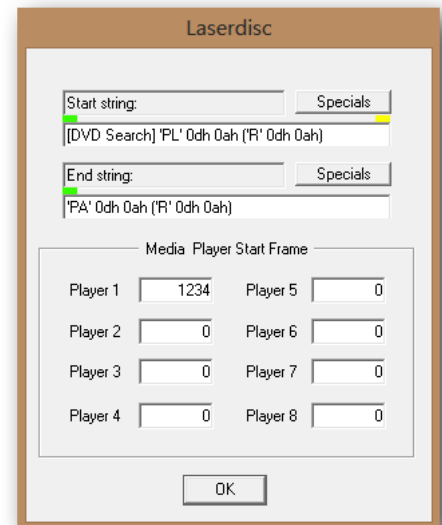 Laserdisc
Start string: Specials
[DVD Search] 'PL' 0dh 0ah ('R' 0dh 0ah)
End string: Specials
'PA' 0dh 0ah ('R' 0dh 0ah)
Media Player Start Frame
Player 1 1234 Player 5 0
Player 2 0 Player 6 0
Player 3 0 Player 7 0
Player 4 0 Player 8 0
OK